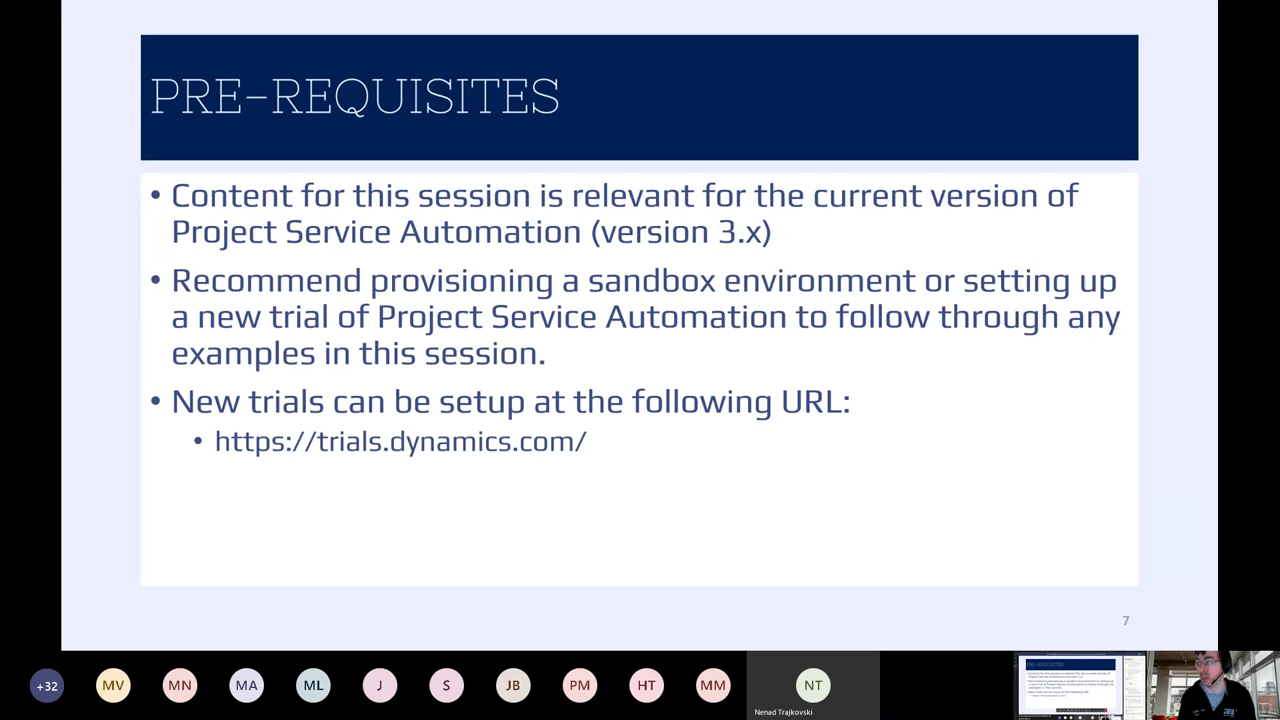 PRE-REQUISITES
• Content for this session is relevant for the current version of
Project Service Automation (version 3.x)
• Recommend provisioning a sandbox environment or setting up
a new trial of Project Service Automation to follow through any
examples in this session.
• New trials can be setup at the following URL:
• https://trials.dynamics.com/
7
+32
MV
MN
MA
ML
I
S
JB
PM
HT
MM
NT
Nenad Trajkovski
PRE-REQUISITES